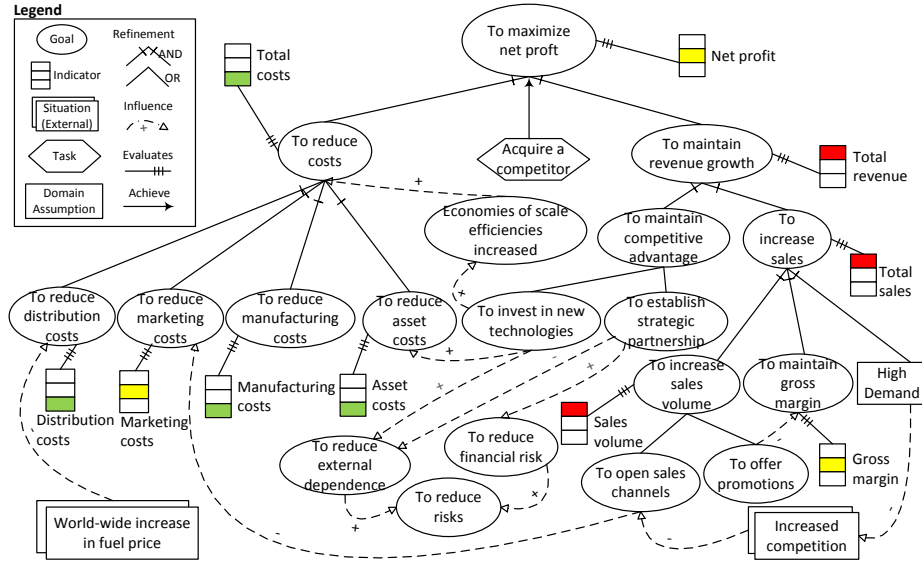 Legend
Goal
Refinement
AND
OR
Indicator
Situation
(External)
Influence
+
Task
Evaluates
Domain
Assumption
Achieve
Total
costs
To maximize
net proft
Net profit
To reduce
costs
Acquire a
competitor
To maintain
revenue growth
Total
revenue
+
Economies of scale
efficiencies
increased
To maintain
competitive
advantage
To
increase
sales
Total
sales
+
To reduce
distribution
costs
To reduce
marketing
costs
To reduce
manufacturing
costs
To reduce
asset
costs
To invest in new
technologies
To establish
strategic
partnership
+
-
+
+
-
Distribution
costs
Marketing
costs
Manufacturing
costs
Asset
costs
To increase
sales
volume
To maintain
gross
margin
High
Demand
Sales
volume
-
-
-
To reduce
external
dependence
To reduce
financial risk
To open sales
channels
To offer
promotions
Gross
margin
To reduce
risks
+
+
World-wide increase
in fuel price
Increased
competition
-
-
-